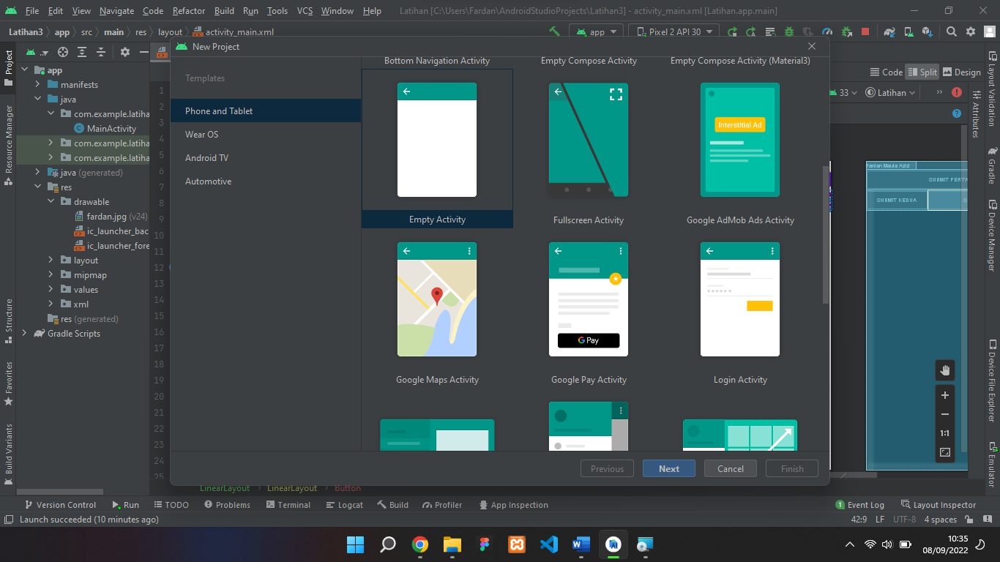 File Edit View Navigate Code Refactor Build Run Tools VCS Window Help Latihan [C:\Users\Fardan\AndroidStudioProjects\Latihan3] - activity_main.xml [Latihan.app.main]
Latihan3 app src main res layout activity_main.xml app Pixel 2 API 30
New Project
Project
Resource Manager
Structure
Favorites
Build Variants
app
manifests
java
com.example.latiha
MainActivity
com.example.latiha
com.example.latiha
java (generated)
res
drawable
fardan.jpg (v24)
ic_launcher_bac
ic_launcher_fore
layout
mipmap
values
xml
res (generated)
Gradle Scripts
1
2
3
4
5
6
7
8
9
10
11
12
13
14
15
16
17
18
19
20
21
22
23
24
25
Templates
Phone and Tablet
Wear OS
Android TV
Automotive
Bottom Navigation Activity Empty Compose Activity Empty Compose Activity (Material3)
Interstitial Ad
Empty Activity Fullscreen Activity Google AdMob Ads Activity
G Pay
Google Maps Activity Google Pay Activity Login Activity
Previous Next Cancel Finish
Code Split Design
33 Latihan
Fardan Maula Azizi
SUBMIT PERTA
SUBMIT KEDUA
1:1
Layout Validation
Attributes
Gradle
Device Manager
Device File Explorer
Emulator
LinearLayout LinearLayout Button
Version Control Run TODO Problems Terminal Logcat Build Profiler App Inspection 1 Event Log Layout Inspector
Launch succeeded (10 minutes ago) 42:9 LF UTF-8 4 spaces
10:35
08/09/2022